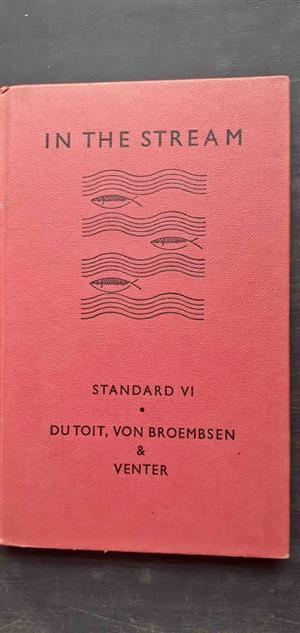 IN THE STREAM
STANDARD VI
•
DU TOIT, VON BROEMBSEN
&
VENTER